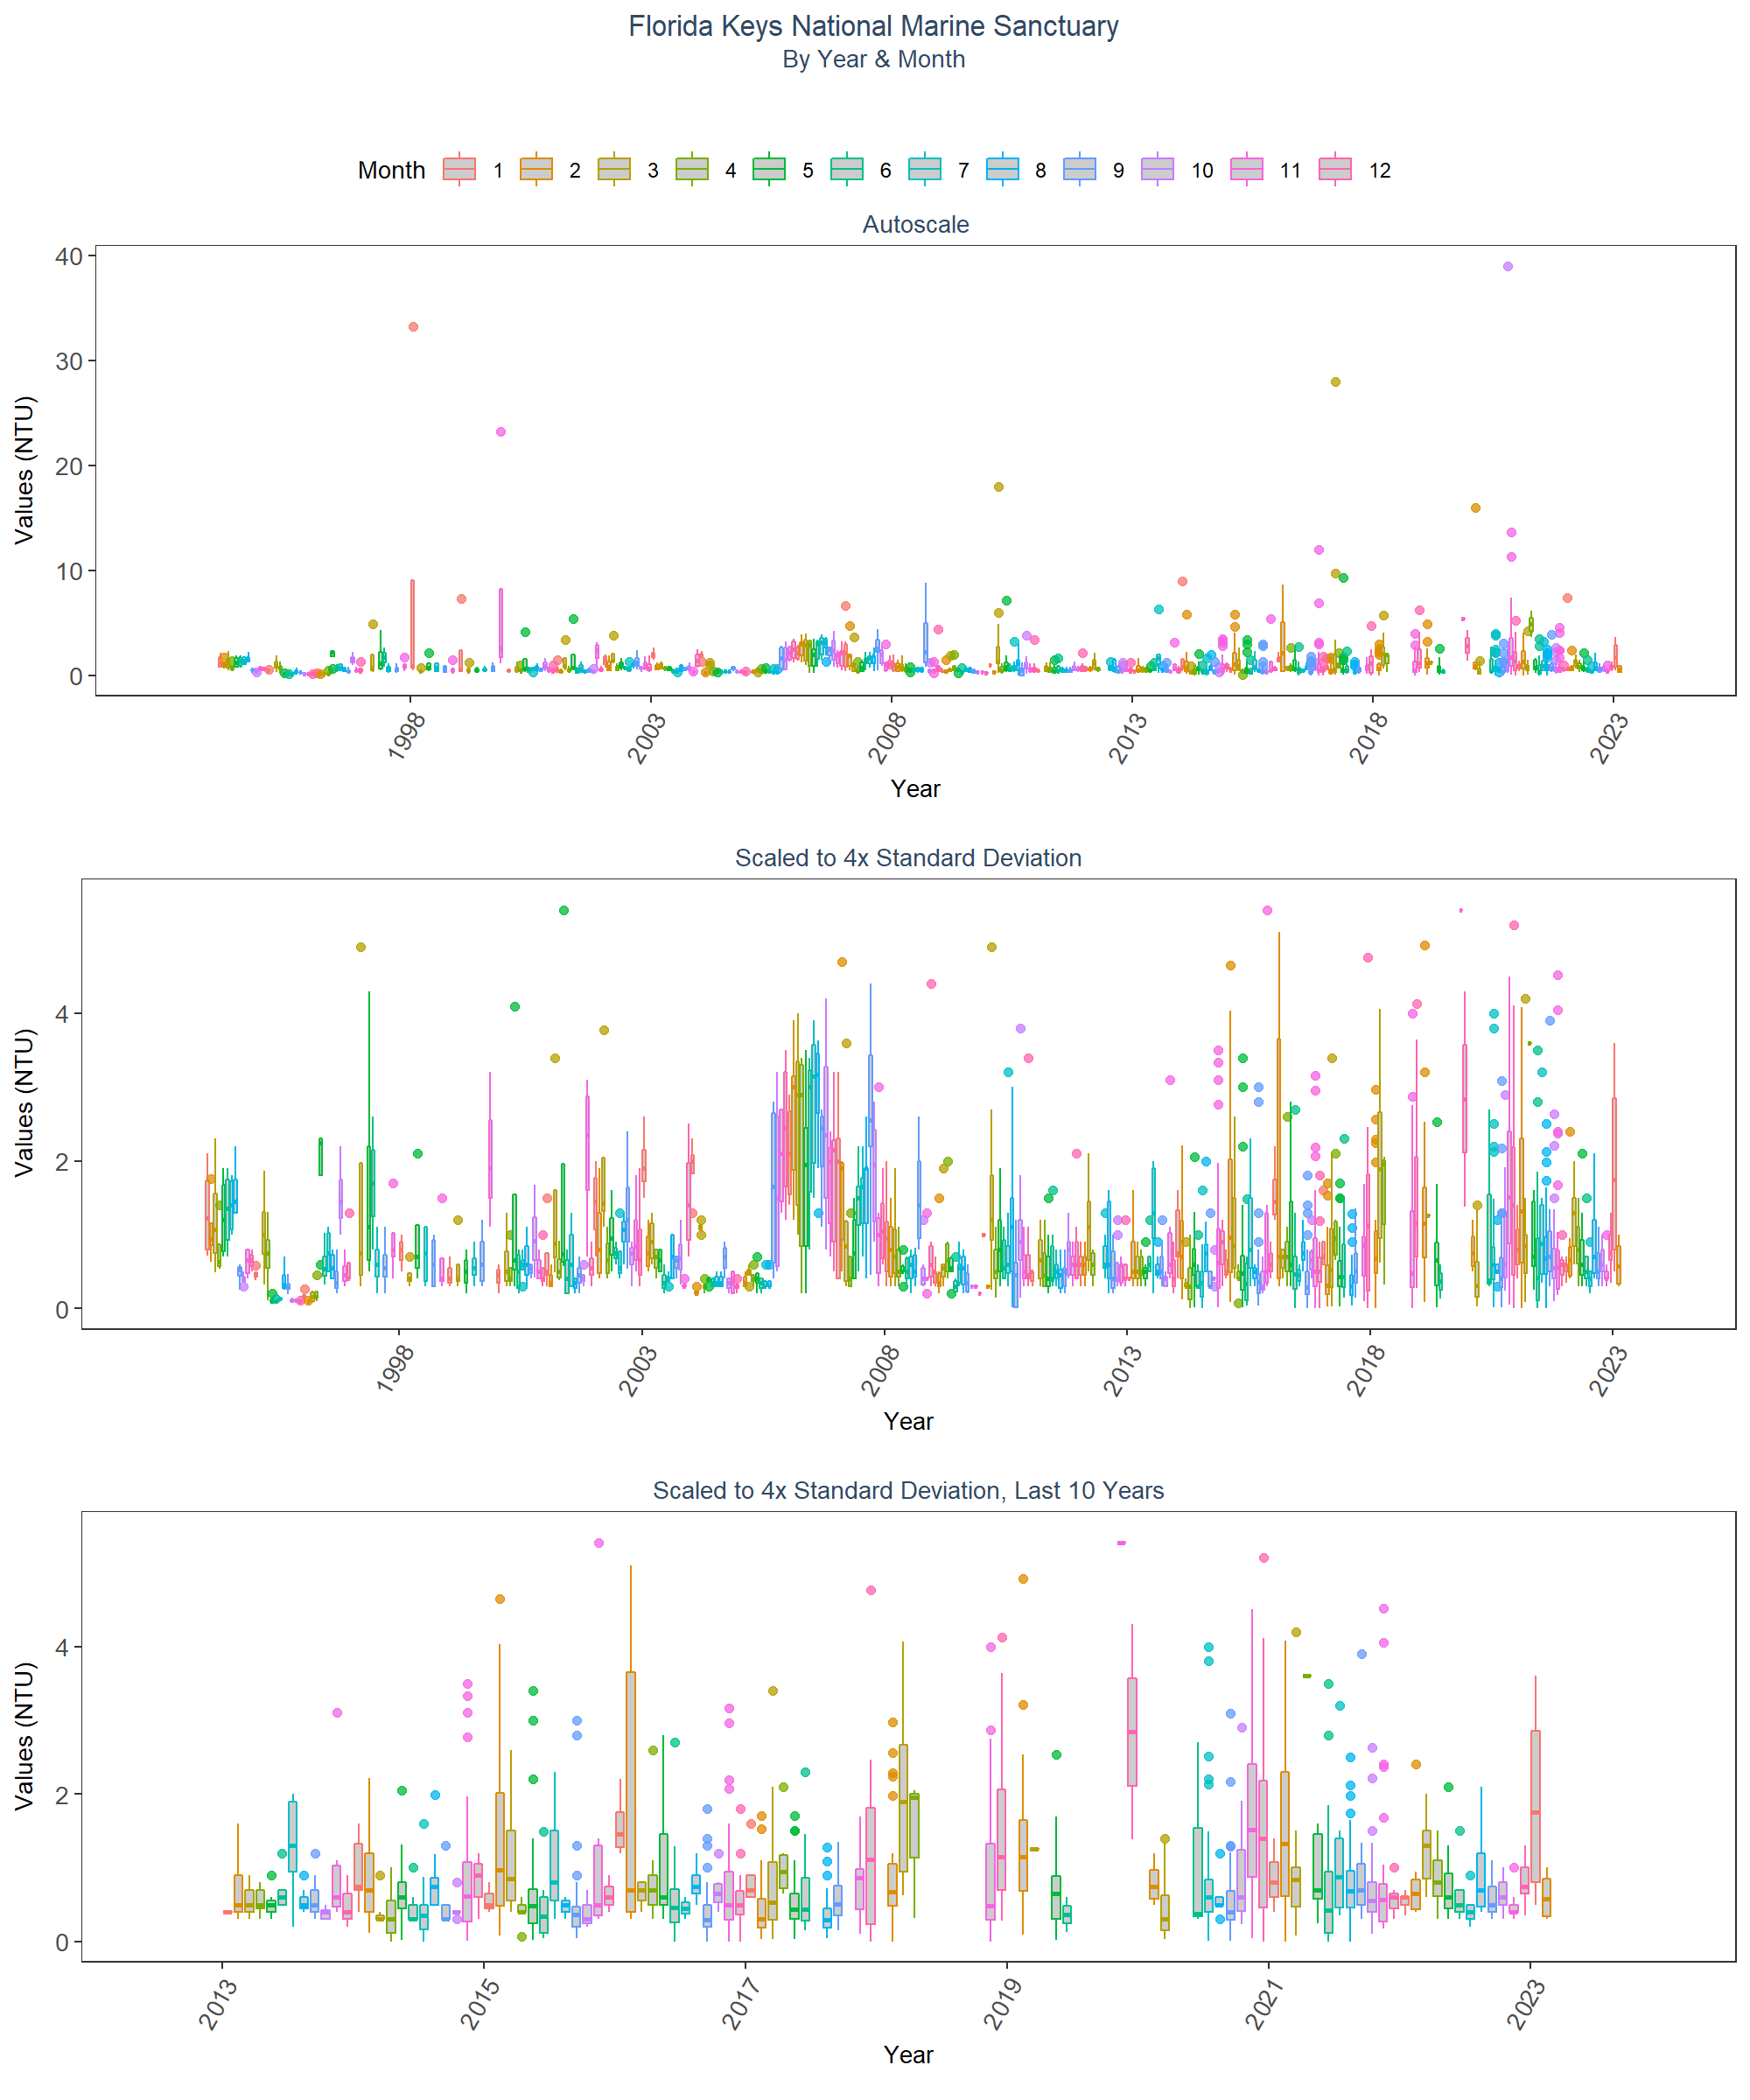 Florida Keys National Marine Sanctuary
By Year & Month
Month 1 2 3 4 5 6 7 8 9 10 11 12
Autoscale
40
30
20
10
0
Values (NTU)
1998 2003 2008 2013 2018 2023
Year
Scaled to 4x Standard Deviation
4
2
0
Values (NTU)
1998 2003 2008 2013 2018 2023
Year
Scaled to 4x Standard Deviation, Last 10 Years
4
2
0
Values (NTU)
2013 2015 2017 2019 2021 2023
Year